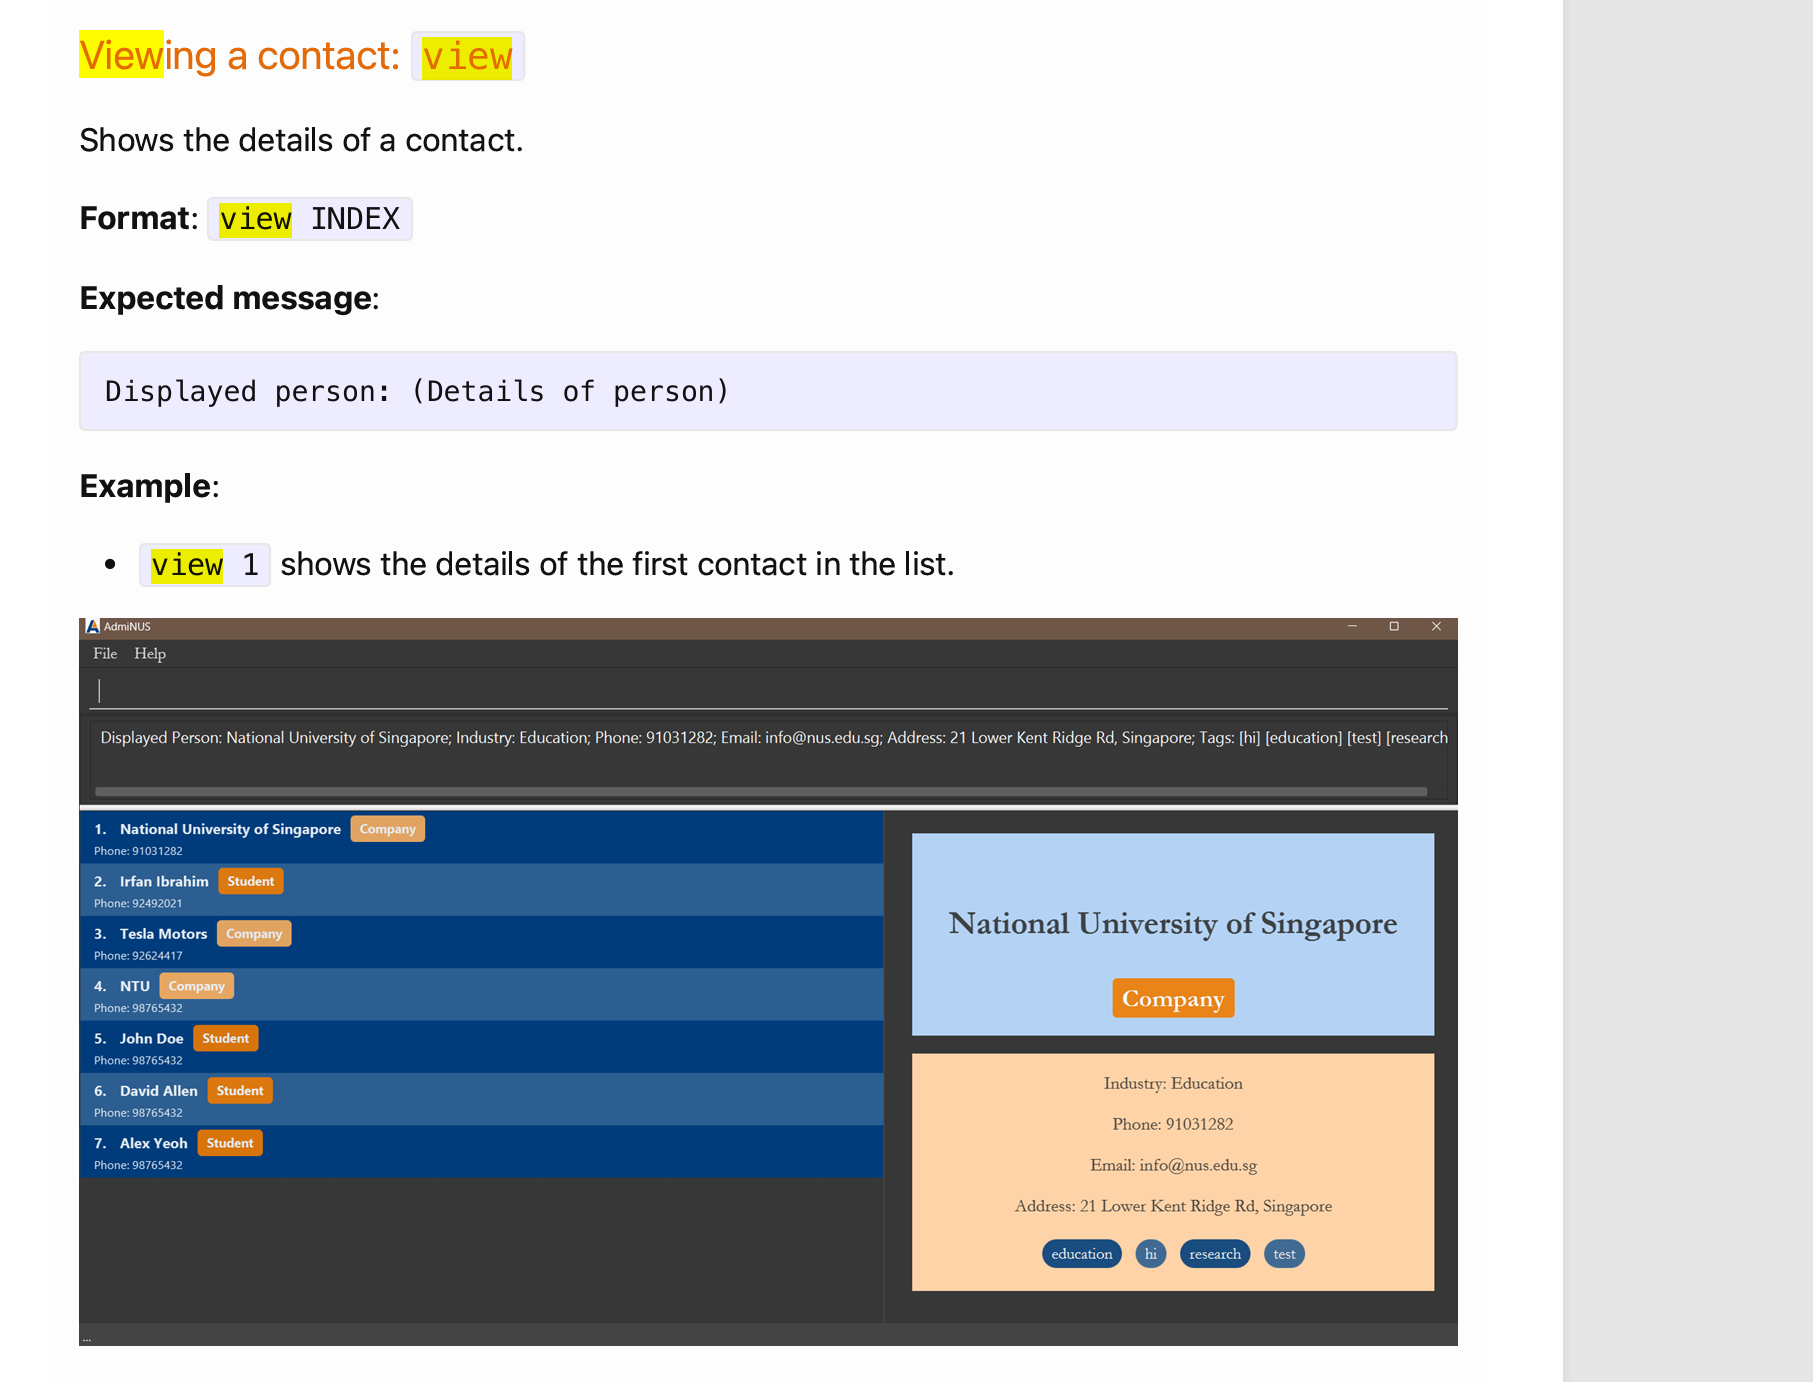 Viewing a contact: view
Shows the details of a contact.
Format: view INDEX
Expected message:
Displayed person: (Details of person)
Example:
• view 1 shows the details of the first contact in the list.
AdmiNUS
File Help
Displayed Person: National University of Singapore; Industry: Education; Phone: 91031282; Email: info@nus.edu.sg; Address: 21 Lower Kent Ridge Rd, Singapore; Tags: [hi] [education] [test] [research
1. National University of Singapore Company
Phone: 91031282
2. Irfan Ibrahim Student
Phone: 92492021
3. Tesla Motors Company
Phone: 92624417
4. NTU Company
Phone: 98765432
5. John Doe Student
Phone: 98765432
6. David Allen Student
Phone: 98765432
7. Alex Yeoh Student
Phone: 98765432
National University of Singapore
Company
Industry: Education
Phone: 91031282
Email: info@nus.edu.sg
Address: 21 Lower Kent Ridge Rd, Singapore
education hi research test
...